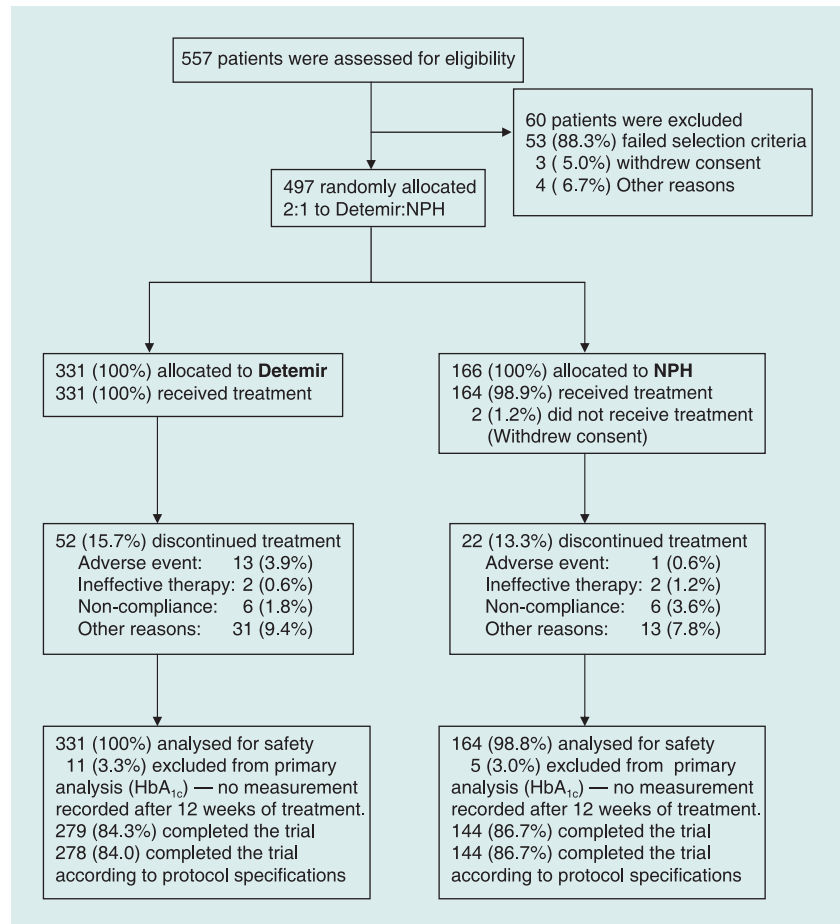 557 patients were assessed for eligibility
60 patients were excluded
53 (88.3%) failed selection criteria
3 ( 5.0%) withdrew consent
4 ( 6.7%) Other reasons
497 randomly allocated
2:1 to Detemir:NPH
331 (100%) allocated to Detemir
331 (100%) received treatment
166 (100%) allocated to NPH
164 (98.9%) received treatment
2 (1.2%) did not receive treatment
(Withdrew consent)
52 (15.7%) discontinued treatment
Adverse event: 13 (3.9%)
Ineffective therapy: 2 (0.6%)
Non-compliance: 6 (1.8%)
Other reasons: 31 (9.4%)
22 (13.3%) discontinued treatment
Adverse event: 1 (0.6%)
Ineffective therapy: 2 (1.2%)
Non-compliance: 6 (3.6%)
Other reasons: 13 (7.8%)
331 (100%) analysed for safety
11 (3.3%) excluded from primary
analysis (HbA1c) — no measurement
recorded after 12 weeks of treatment.
279 (84.3%) completed the trial
278 (84.0) completed the trial
according to protocol specifications
164 (98.8%) analysed for safety
5 (3.0%) excluded from primary
analysis (HbA1c) — no measurement
recorded after 12 weeks of treatment.
144 (86.7%) completed the trial
144 (86.7%) completed the trial
according to protocol specifications